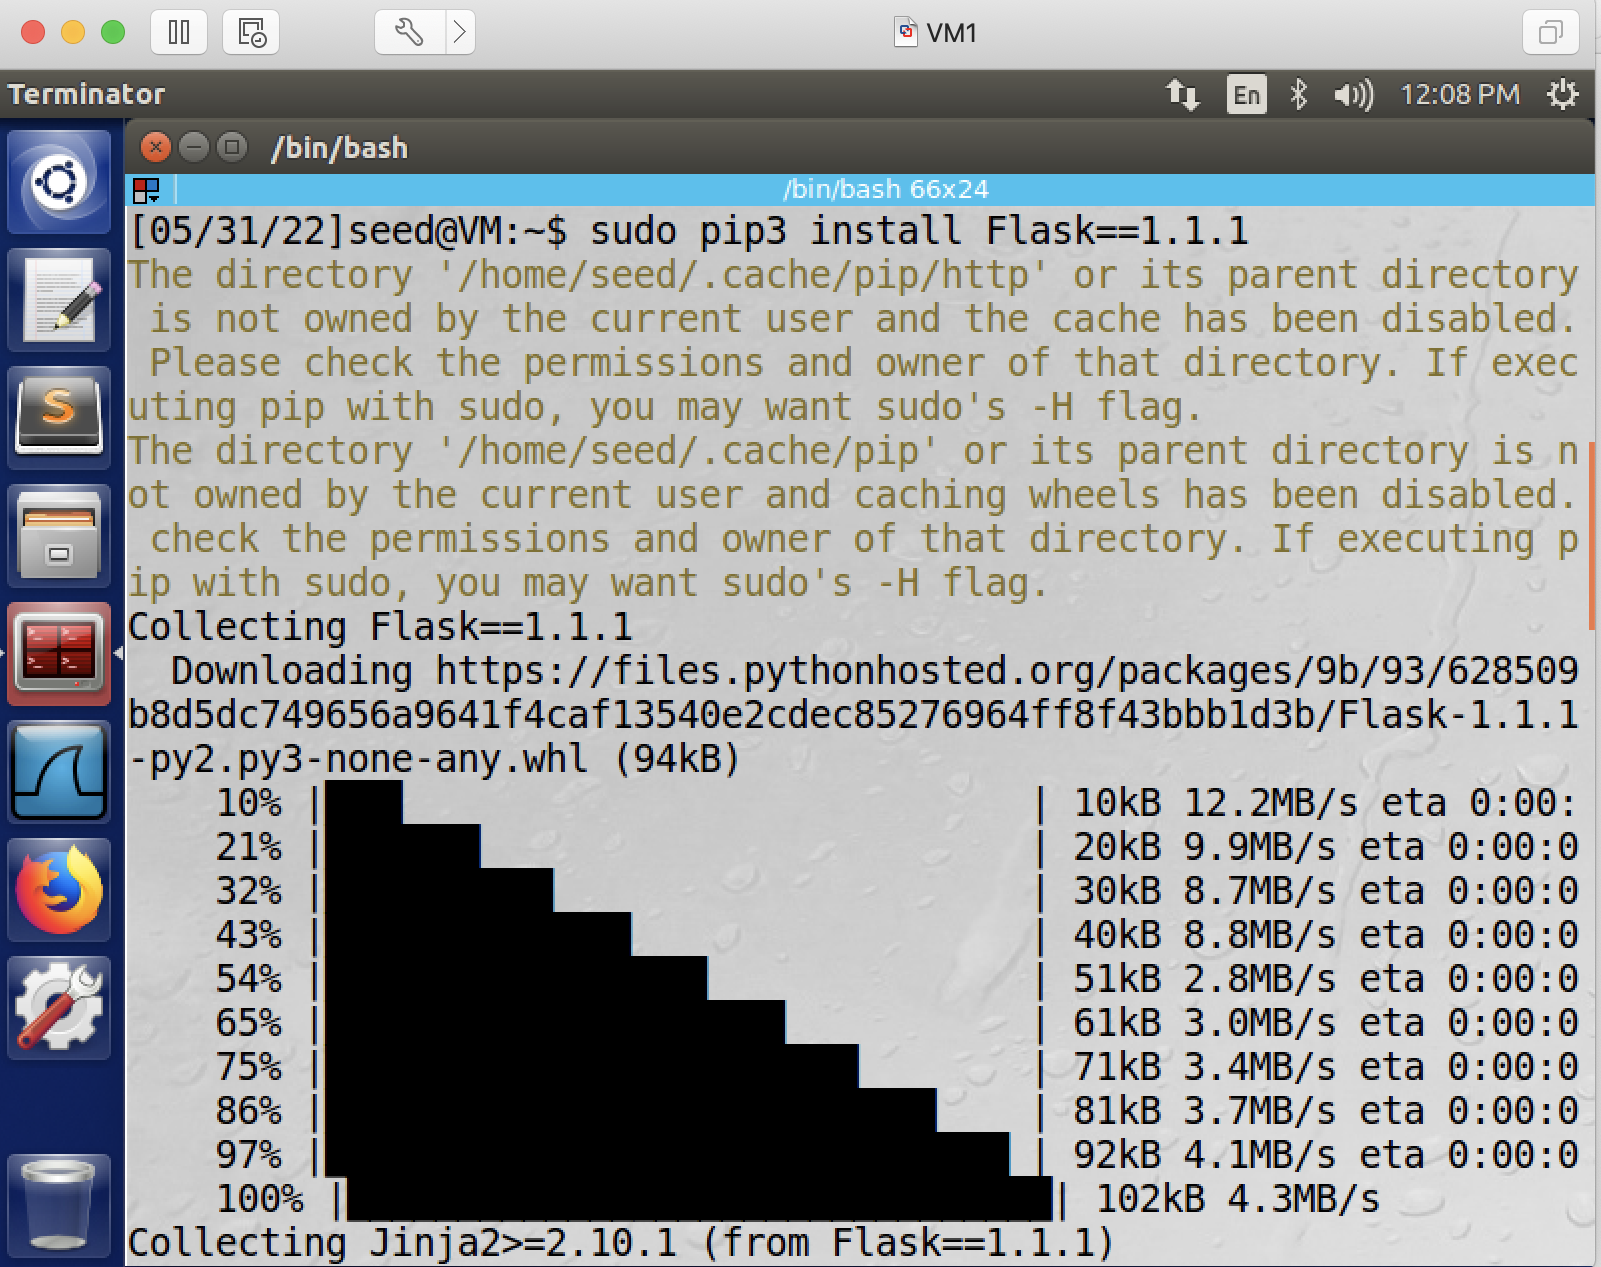 VM1
Terminator
En
12:08 PM
/bin/bash
/bin/bash 66x24
[05/31/22]seed@VM:~$ sudo pip3 install Flask==1.1.1
The directory '/home/seed/.cache/pip/http' or its parent directory
is not owned by the current user and the cache has been disabled.
Please check the permissions and owner of that directory. If exec
uting pip with sudo, you may want sudo's -H flag.
The directory '/home/seed/.cache/pip' or its parent directory is n
ot owned by the current user and caching wheels has been disabled.
check the permissions and owner of that directory. If executing p
ip with sudo, you may want sudo's -H flag.
Collecting Flask==1.1.1
Downloading https://files.pythonhosted.org/packages/9b/93/628509
b8d5dc749656a9641f4caf13540e2cdec85276964ff8f43bbb1d3b/Flask-1.1.1
-py2.py3-none-any.whl (94kB)
10% |███ | 10kB 12.2MB/s eta 0:00:
21% |███████ | 20kB 9.9MB/s eta 0:00:0
32% |██████████ | 30kB 8.7MB/s eta 0:00:0
43% |██████████████ | 40kB 8.8MB/s eta 0:00:0
54% |█████████████████ | 51kB 2.8MB/s eta 0:00:0
65% |█████████████████████ | 61kB 3.0MB/s eta 0:00:0
75% |████████████████████████ | 71kB 3.4MB/s eta 0:00:0
86% |████████████████████████████ | 81kB 3.7MB/s eta 0:00:0
97% |███████████████████████████████ | 92kB 4.1MB/s eta 0:00:0
100% |████████████████████████████████| 102kB 4.3MB/s
Collecting Jinja2>=2.10.1 (from Flask==1.1.1)